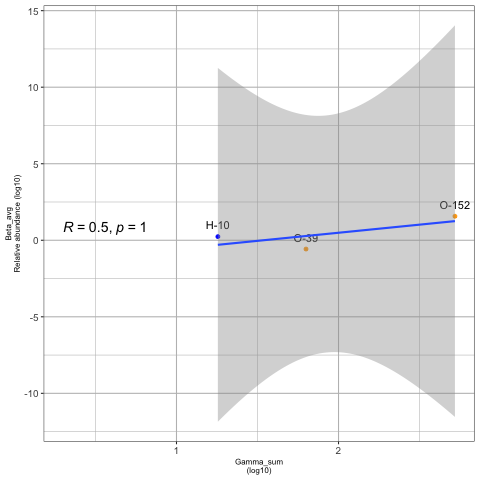 15
10
5
0
-5
-10
Beta_avg
Relative abundance (log10)
R = 0.5, p = 1
H-10
O-39
O-152
1
2
Gamma_sum
(log10)